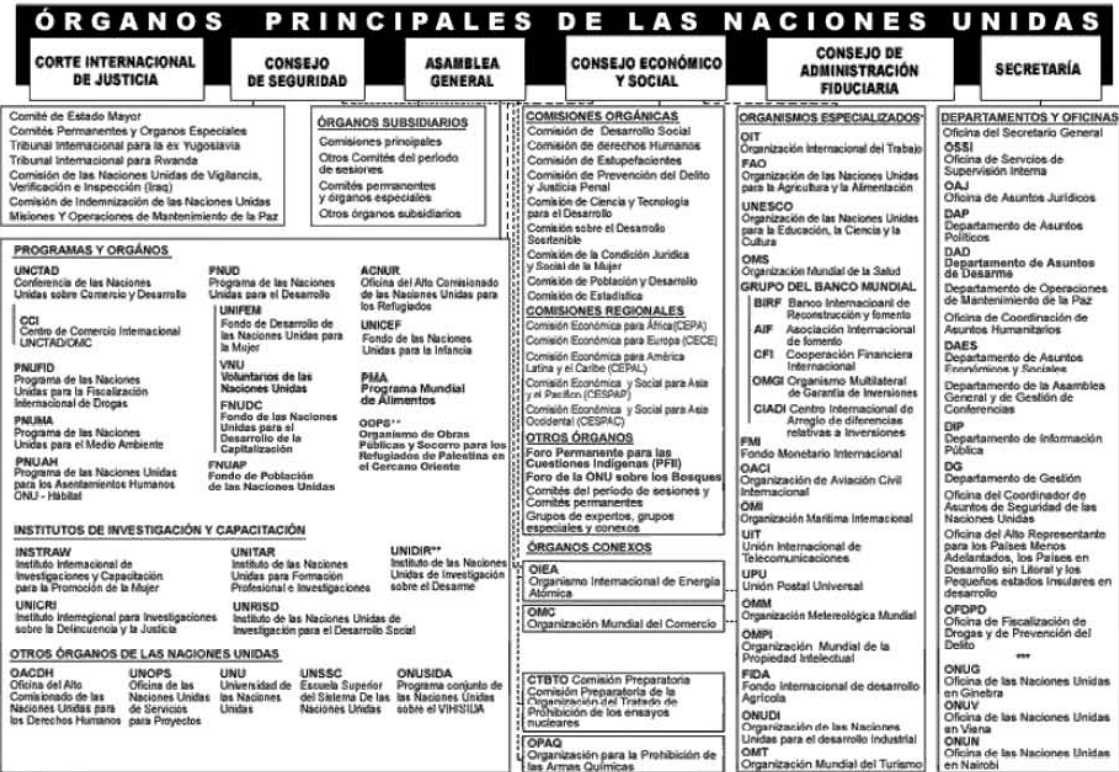 ÓRGANOS PRINCIPALES DE LAS NACIONES UNIDAS
CORTE INTERNACIONAL
DE JUSTICIA
CONSEJO
DE SEGURIDAD
ASAMBLEA
GENERAL
CONSEJO ECONÓMICO
Y SOCIAL
CONSEJO DE
ADMINISTRACIÓN
FIDUCIARIA
SECRETARÍA
Comité de Estado Mayor
Comités Permanentes y Organos Especiales
Tribunal Internacional para la ex Yugoslavia
Tribunal Internacional para Rwanda
Comisión de las Naciones Unidas de Vigilancia,
Verificación e Inspección (Iraq)
Comisión de Indemnización de las Naciones Unidas
Misiones Y Operaciones de Mantenimiento de la Paz
ÓRGANOS SUBSIDIARIOS
Comisiones principales
Otros Comités del periodo
de sesiones
Comités permanentes
y órganos especiales
Otros órganos subsidiarios
PROGRAMAS Y ORGÁNOS
UNCTAD
Conferencia de las Naciones
Unidas sobre Comercio y Desarrollo
CCI
Centro de Comercio Internacional
UNCTAD/OMC
PNUFID
Programa de las Naciones
Unidas para la Fiscalización
Internacional de Drogas
PNUMA
Programa de las Naciones
Unidas para el Medio Ambiente
PNUAH
Programa de las Naciones Unidas
para los Asentamientos Humanos
ONU - Hábitat
PNUD
Programa de las Naciones
Unidas para el Desarrollo
UNIFEM
Fondo de Desarrollo de
las Naciones Unidas para
la Mujer
VNU
Voluntarios de las
Naciones Unidas
FNUDC
Fondo de las Naciones
Unidas para el
Desarrollo de la
Capitalización
FNUAP
Fondo de Población
de las Naciones Unidas
ACNUR
Oficina del Alto Comisionado
de las Naciones Unidas para
los Refugiados
UNICEF
Fondo de las Naciones
Unidas para la Infancia
PMA
Programa Mundial
de Alimentos
OOPS**
Organismo de Obras
Públicas y Socorro para los
Refugiados de Palestina en
el Cercano Oriente
INSTITUTOS DE INVESTIGACIÓN Y CAPACITACIÓN
INSTRAW
Instituto Internacional de
Investigaciones y Capacitación
para la Promoción de la Mujer
UNITAR
Instituto de las Naciones
Unidas para Formación
Profesional e Investigaciones
UNIDIR**
Instituto de las Naciones
Unidas de Investigación
sobre el Desarme
UNICRI
Instituto Interregional para Investigaciones
sobre la Delincuencia y la Justicia
UNRISD
Instituto de las Naciones Unidas de
Investigación para el Desarrollo Social
OTROS ÓRGANOS DE LAS NACIONES UNIDAS
OACDH
Oficina del Alto
Comisionado de las
Naciones Unidas para
los Derechos Humanos
UNOPS
Oficina de las
Naciones Unidas
de Servicios
para Proyectos
UNU
Universidad de
las Naciones
Unidas
UNSSC
Escuela Superior
del Sistema De las
Naciones Unidas
ONUSIDA
Programa conjunto de
las Naciones Unidas
sobre el VIH/SIDA
COMISIONES ORGÁNICAS
Comisión de Desarrollo Social
Comisión de derechos Humanos
Comisión de Estupefacientes
Comisión de Prevención del Delito
y Justicia Penal
Comisión de Ciencia y Tecnología
para el Desarrollo
Comisión sobre el Desarrollo
Sostenible
Comisión de la Condición Jurídica
y Social de la Mujer
Comisión de Población y Desarrollo
Comisión de Estadística
COMISIONES REGIONALES
Comisión Económica para África(CEPA)
Comisión Económica para Europa (CECE)
Comisión Económica para América
Latina y el Caribe (CEPAL)
Comisión Económica y Social para Asia
y el Pacífico (CESPAP)
Comisión Económica y Social para Asia
Occidental (CESPAC)
OTROS ÓRGANOS
Foro Permanente para las
Cuestiones Indígenas (PFII)
Foro de la ONU sobre los Bosques
Comités del período de sesiones y
Comités permanentes
Grupos de expertos, grupos
especiales y conexos
ÓRGANOS CONEXOS
OIEA
Organismo Internacional de Energía
Atómica
OMC
Organización Mundial del Comercio
CTBTO Comisión Preparatoria
Comisión Preparatoria de la
Organización del Tratado de
Prohibición de los ensayos
nucleares
OPAQ
Organización para la Prohibición de
las Armas Químicas
ORGANISMOS ESPECIALIZADOS*
OIT
Organización Internacional del Trabajo
FAO
Organización de las Naciones Unidas
para la Agricultura y la Alimentación
UNESCO
Organización de las Naciones Unidas
para la Educación, la Ciencia y la
Cultura
OMS
Organización Mundial de la Salud
GRUPO DEL BANCO MUNDIAL
BIRF Banco Internacioanl de
Reconstrucción y fomento
AIF Asociación Internacional
de fomento
CFI Cooperación Financiera
Internacional
OMGI Organismo Multilateral
de Garantía de Inversiones
CIADI Centro Internacional de
Arreglo de diferencias
relativas a Inversiones
FMI
Fondo Monetario Internacional
OACI
Organización de Aviación Civil
Internacional
OMI
Organización Marítima Internacional
UIT
Unión Internacional de
Telecomunicaciones
UPU
Unión Postal Universal
OMM
Organización Metereológica Mundial
OMPI
Organización Mundial de la
Propiedad Intelectual
FIDA
Fondo Internacional de desarrollo
Agrícola
ONUDI
Organización de las Naciones
Unidas para el desarrollo Industrial
OMT
Organización Mundial del Turismo
DEPARTAMENTOS Y OFICINAS
Oficina del Secretario General
OSSI
Oficina de Servcios de
Supervisión Interna
OAJ
Oficina de Asuntos Jurídicos
DAP
Departamento de Asuntos
Políticos
DAD
Departamento de Asuntos
de Desarme
Departamento de Operaciones
de Mantenimiento de la Paz
Oficina de Coordinación de
Asuntos Humanitarios
DAES
Departamento de Asuntos
Económicos y Sociales
Departamento de la Asamblea
General y de Gestión de
Conferencias
DIP
Departamento de Información
Pública
DG
Departamento de Gestión
Oficina del Coordinador de
Asuntos de Seguridad de las
Naciones Unidas
Oficina del Alto Representante
para los Países Menos
Adelantados, los Países en
Desarrollo sin Litoral y los
Pequeños estados Insulares en
desarrollo
OFDPD
Oficina de Fiscalización de
Drogas y de Prevención del
Delito
***
ONUG
Oficina de las Naciones Unidas
en Ginebra
ONUV
Oficina de las Naciones Unidas
en Viena
ONUN
Oficina de las Naciones Unidas
en Nairobi